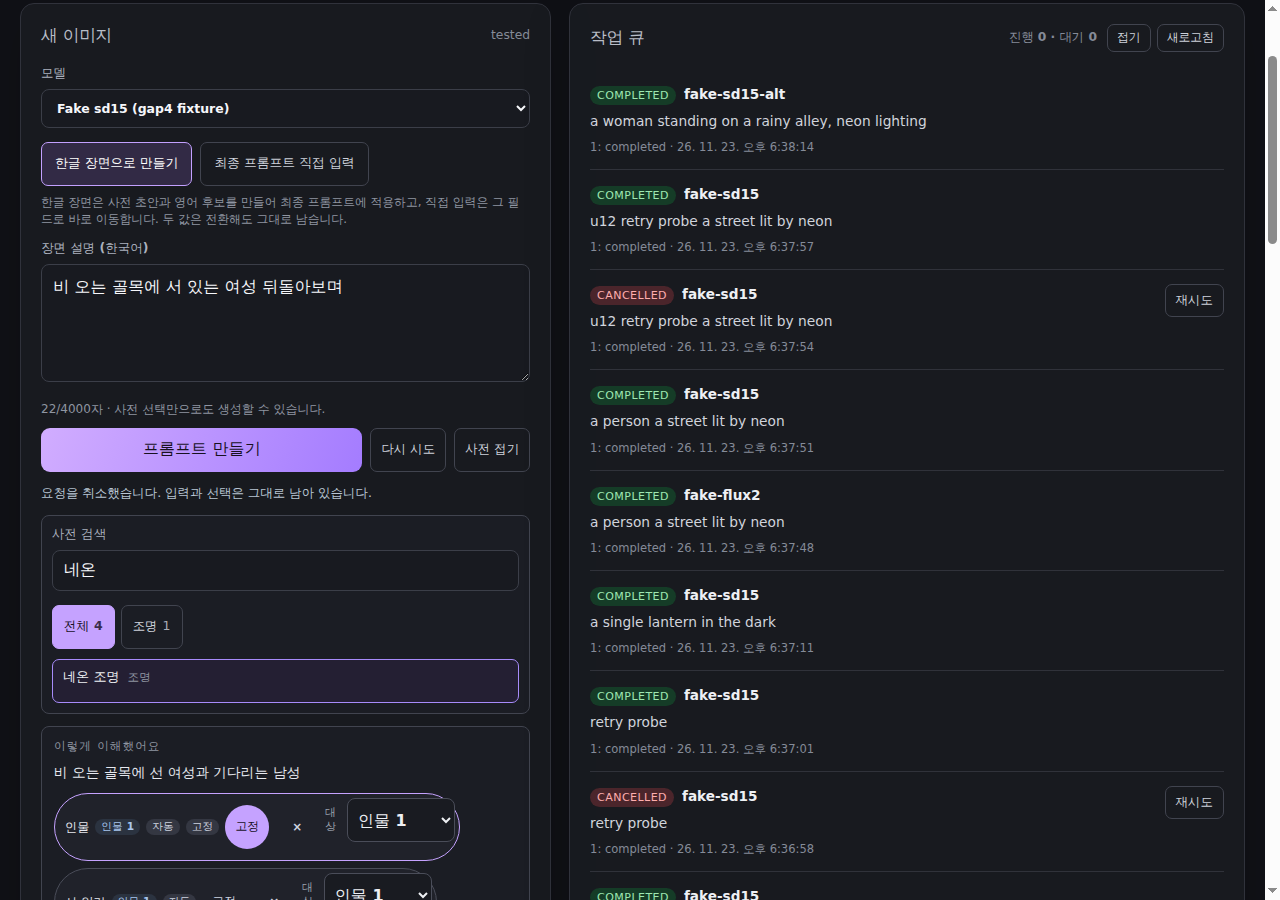 새 이미지
tested
모델
Fake sd15 (gap4 fixture)
한글 장면으로 만들기
최종 프롬프트 직접 입력
한글 장면은 사전 초안과 영어 후보를 만들어 최종 프롬프트에 적용하고, 직접 입력은 그 필
드로 바로 이동합니다. 두 값은 전환해도 그대로 남습니다.
장면 설명 (한국어)
비 오는 골목에 서 있는 여성 뒤돌아보며
22/4000자 · 사전 선택만으로도 생성할 수 있습니다.
프롬프트 만들기
다시 시도
사전 접기
요청을 취소했습니다. 입력과 선택은 그대로 남아 있습니다.
사전 검색
네온
전체 4
조명 1
네온 조명 조명
이렇게 이해했어요
비 오는 골목에 선 여성과 기다리는 남성
인물 인물 1 자동 고정 고정 × 대상 인물 1
인물 1
작업 큐
진행 0 · 대기 0
접기
새로고침
COMPLETED fake-sd15-alt
a woman standing on a rainy alley, neon lighting
1: completed · 26. 11. 23. 오후 6:38:14
COMPLETED fake-sd15
u12 retry probe a street lit by neon
1: completed · 26. 11. 23. 오후 6:37:57
CANCELLED fake-sd15
재시도
u12 retry probe a street lit by neon
1: completed · 26. 11. 23. 오후 6:37:54
COMPLETED fake-sd15
a person a street lit by neon
1: completed · 26. 11. 23. 오후 6:37:51
COMPLETED fake-flux2
a person a street lit by neon
1: completed · 26. 11. 23. 오후 6:37:48
COMPLETED fake-sd15
a single lantern in the dark
1: completed · 26. 11. 23. 오후 6:37:11
COMPLETED fake-sd15
retry probe
1: completed · 26. 11. 23. 오후 6:37:01
CANCELLED fake-sd15
재시도
retry probe
1: completed · 26. 11. 23. 오후 6:36:58
COMPLETED fake-sd15